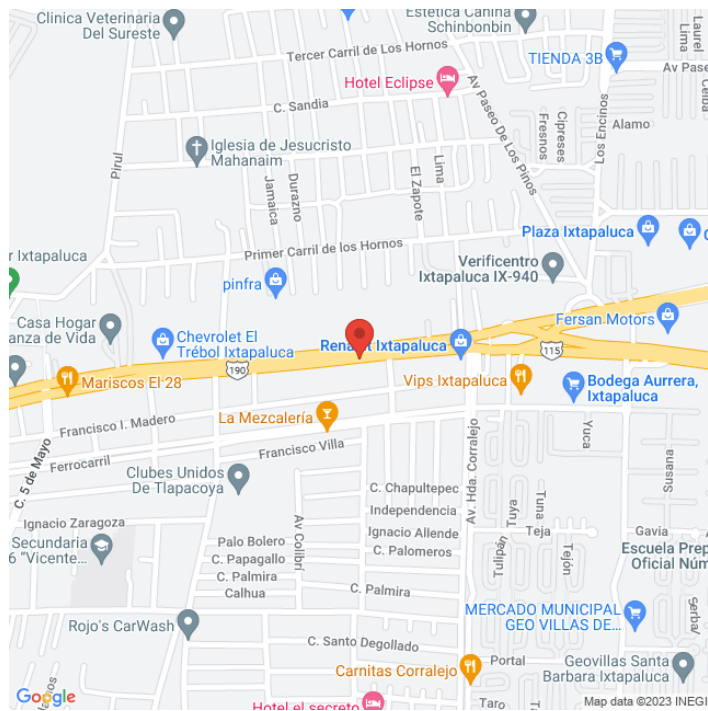 Clinica Veterinaria
Del Sureste
Estética Canina
Schinbonbin
Laurel
Lima
Ceiba
Tercer Carril de Los Hornos
TIENDA 3B
Av Paseo
Hotel Eclipse
Av Paseo De Los Pinos
C. Sandia
Cipreses
Fresnos
Alamo
Los Encinos
Pirul
Iglesia de Jesucristo
Mahanaim
Jamaica
Durazno
El Zapote
Lima
Plaza Ixtapaluca
Primer Carril de los Hornos
Ixtapaluca
Verificentro
Ixtapaluca IX-940
pinfra
Casa Hogar
anza de Vida
Chevrolet El
Trébol Ixtapaluca
Fersan Motors
Ixtapaluca
115
190
Mariscos El 28
Vips Ixtapaluca
Bodega Aurrera,
Ixtapaluca
La Mezcalería
Francisco I. Madero
Ferrocarril
Francisco Villa
C. 5 de Mayo
Av. Hda. Corralejo
Yuca
Susana
Clubes Unidos
De Tlapacoya
C. Chapultepec
Independencia
Ignacio Allende
C. Palomeros
Ignacio Zaragoza
Av Colibrí
Tulipán
Tuya
Tuna
Teja
Tejón
Gavia
Secundaria
6 "Vicente...
Palo Bolero
C. Papagallo
C. Palmira
Calhua
C. Palmira
Escuela Prep
Oficial Núm
Rojo's CarWash
MERCADO MUNICIPAL
GEO VILLAS DE...
C. Santo Degollado
Carnitas Corralejo
Portal
Geovillas Santa
Barbara Ixtapaluca
Taro
Hotel el secreto
Google
Map data ©2023 INEGI